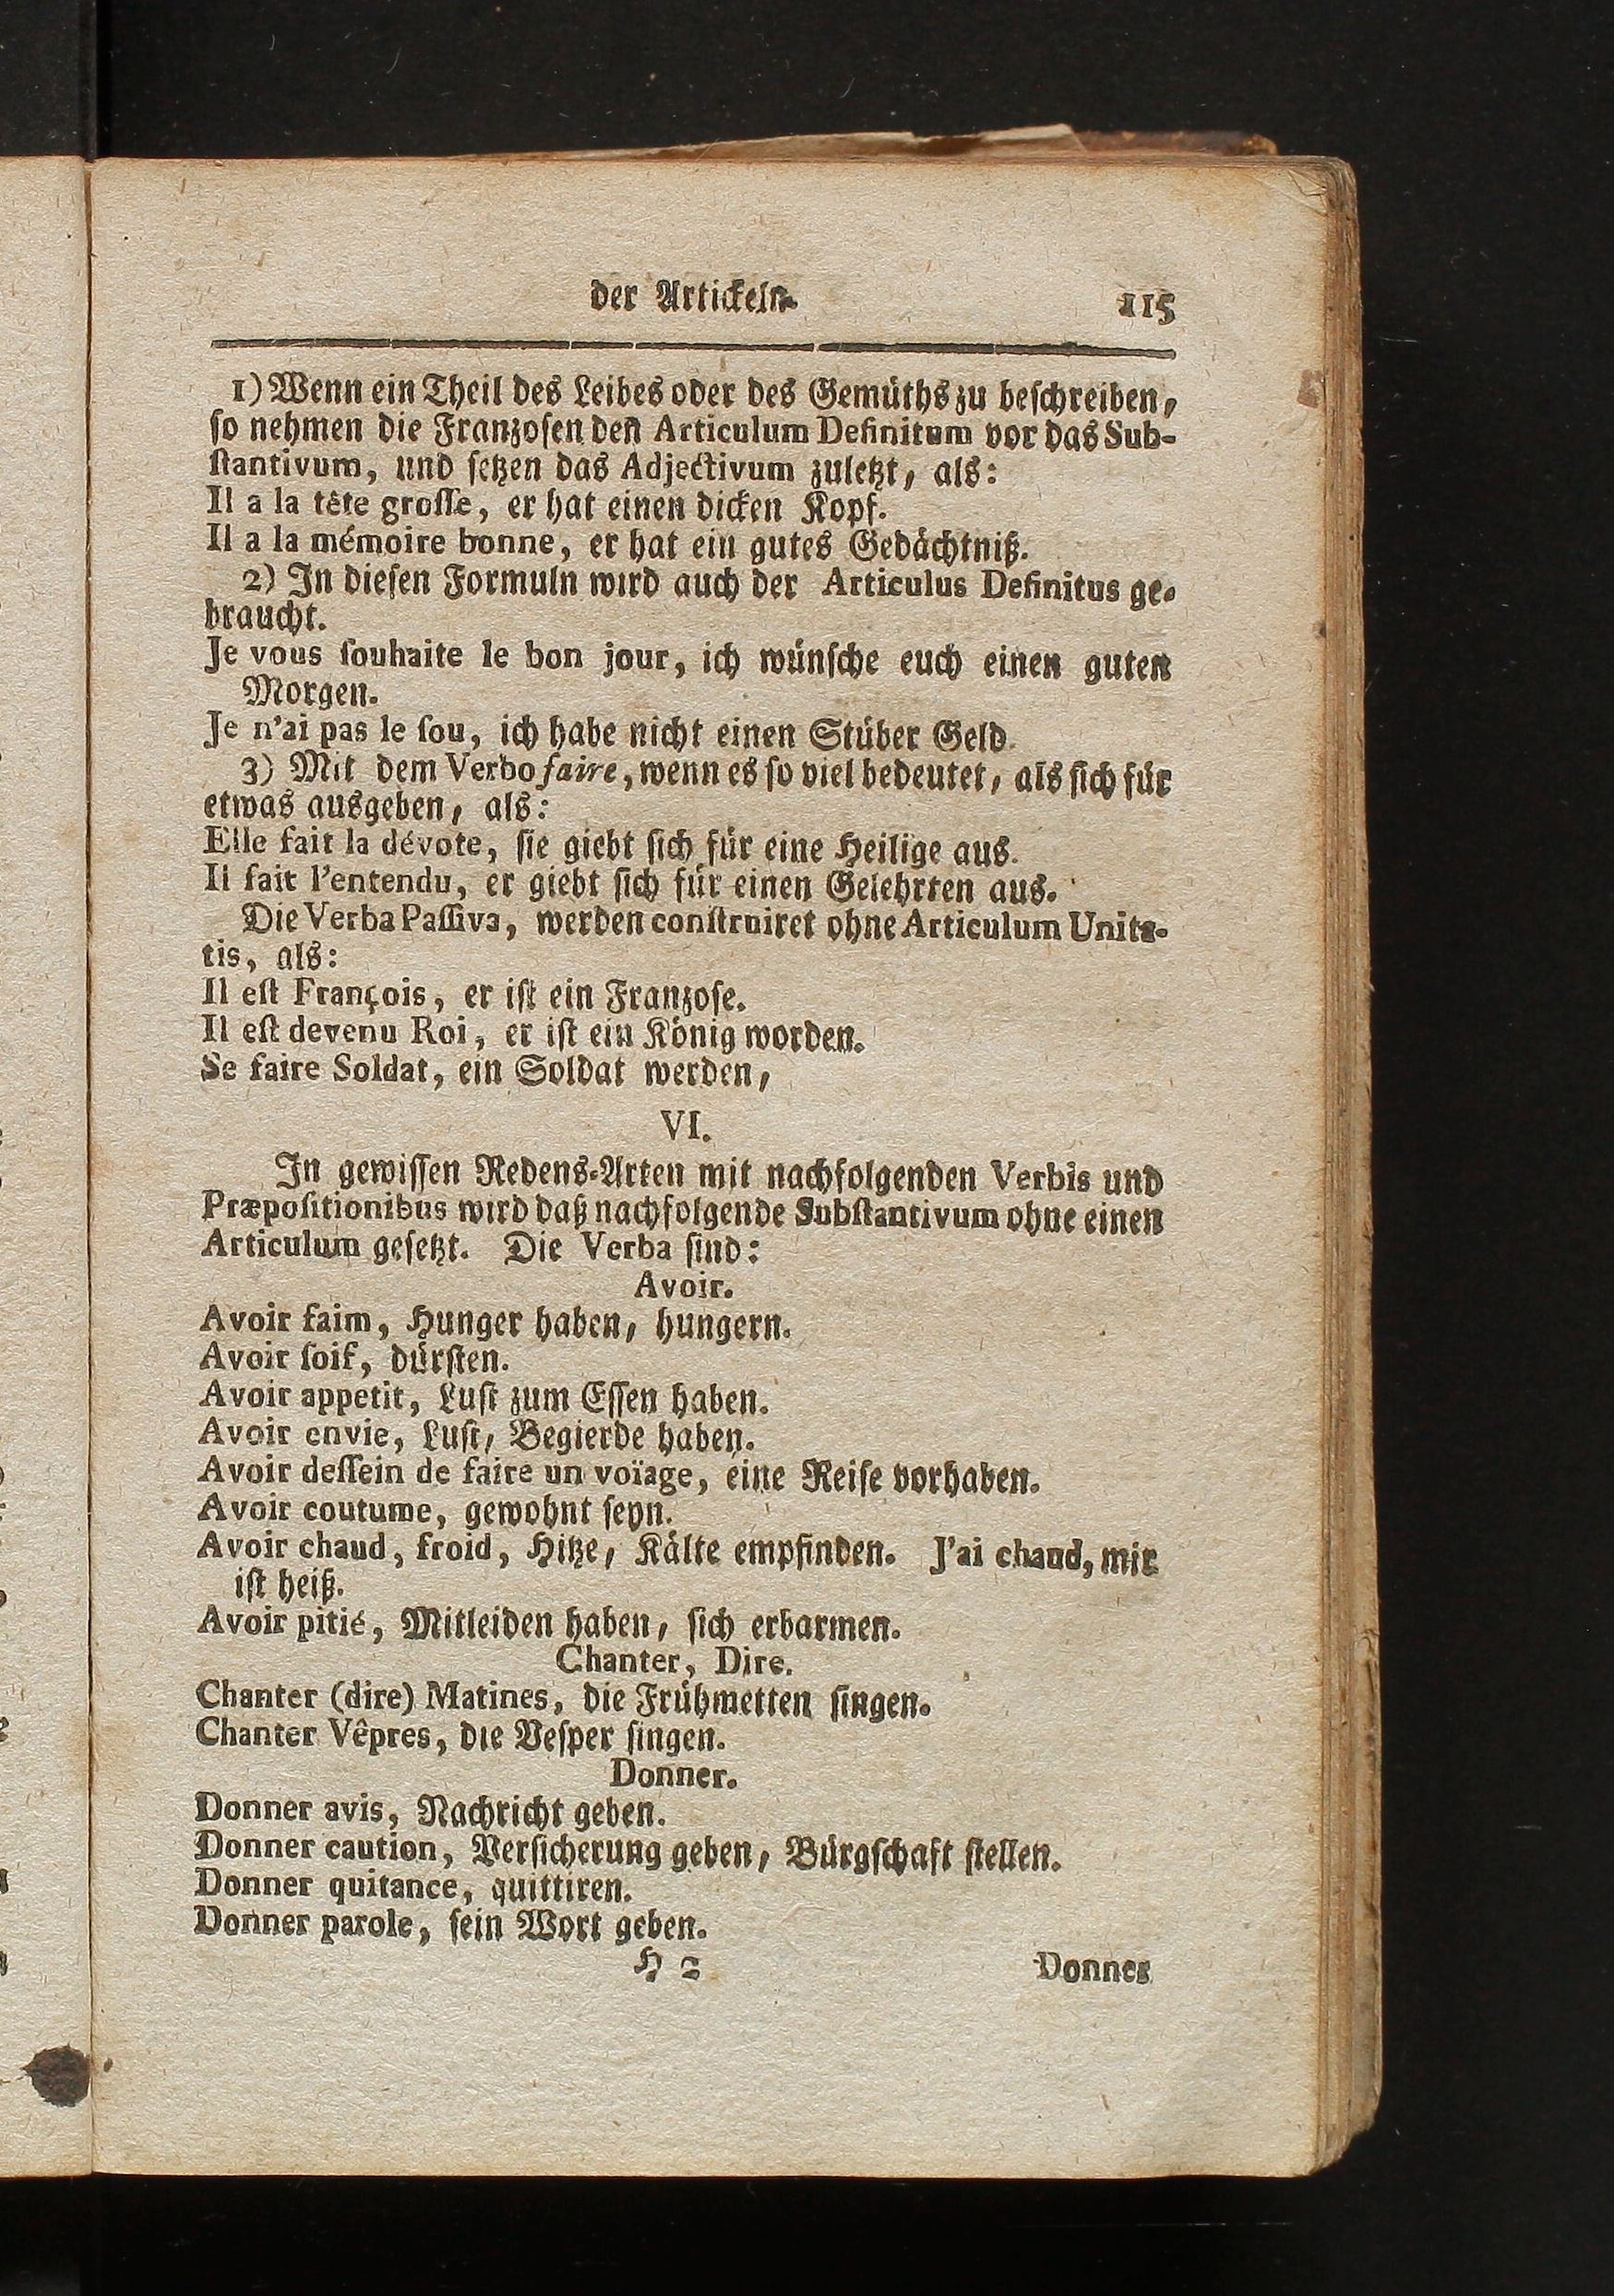 der Artickeln.
115
1) Wenn ein Theil des Leibes oder des Gemüths zu beschreiben,
so nehmen die Franzosen den Articulum Definitum vor das Sub-
stantivum, und setzen das Adjectivum zuletzt, als:
Il a la tête grosse, er hat einen dicken Kopf.
Il a la mémoire bonne, er hat ein gutes Gedächtniß.
2) In diesen Formuln wird auch der Articulus Definitus ge-
braucht.
Je vous souhaite le bon jour, ich wünsche euch einen guten
Morgen.
Je n'ai pas le sou, ich habe nicht einen Stüber Geld.
3) Mit dem Verbo faire, wenn es so viel bedeutet, als sich für
etwas ausgeben, als:
Elle fait la dévote, sie giebt sich für eine Heilige aus.
Il fait l'entendu, er giebt sich für einen Gelehrten aus.
Die Verba Passiva, werden construiret ohne Articulum Unita-
tis, als:
Il est François, er ist ein Franzose.
Il est devenu Roi, er ist ein König worden.
Se faire Soldat, ein Soldat werden,
VI.
In gewissen Redens-Arten mit nachfolgenden Verbis und
Præpositionibus wird daß nachfolgende Substantivum ohne einen
Articulum gesetzt. Die Verba sind:
Avoir.
Avoir faim, Hunger haben, hungern.
Avoir soif, dürsten.
Avoir appetit, Lust zum Essen haben.
Avoir envie, Lust, Begierde haben.
Avoir dessein de faire un voïage, eine Reise vorhaben.
Avoir coutume, gewohnt seyn.
Avoir chaud, froid, Hitze, Kälte empfinden. J'ai chaud, mir
ist heiß.
Avoir pitié, Mitleiden haben, sich erbarmen.
Chanter, Dire.
Chanter (dire) Matines, die Frühmetten singen.
Chanter Vêpres, die Vesper singen.
Donner.
Donner avis, Nachricht geben.
Donner caution, Versicherung geben, Bürgschaft stellen.
Donner quitance, quittiren.
Donner parole, sein Wort geben.
H 2
Donner